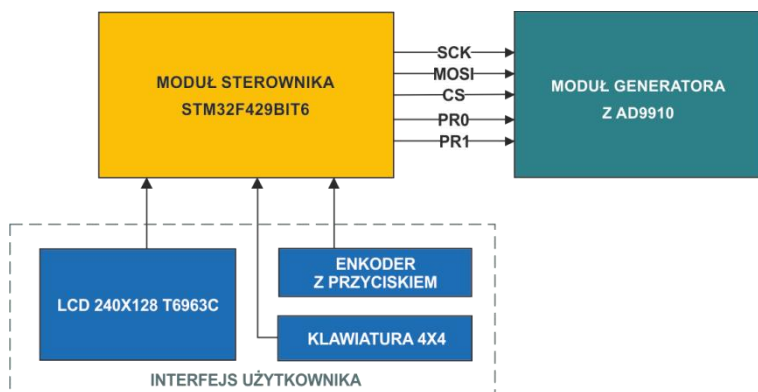 MODUŁ STEROWNIKA
STM32F429BIT6
SCK
MOSI
CS
PR0
PR1
MODUŁ GENERATORA
Z AD9910
LCD 240X128 T6963C
ENKODER
Z PRZYCISKIEM
KLAWIATURA 4X4
INTERFEJS UŻYTKOWNIKA